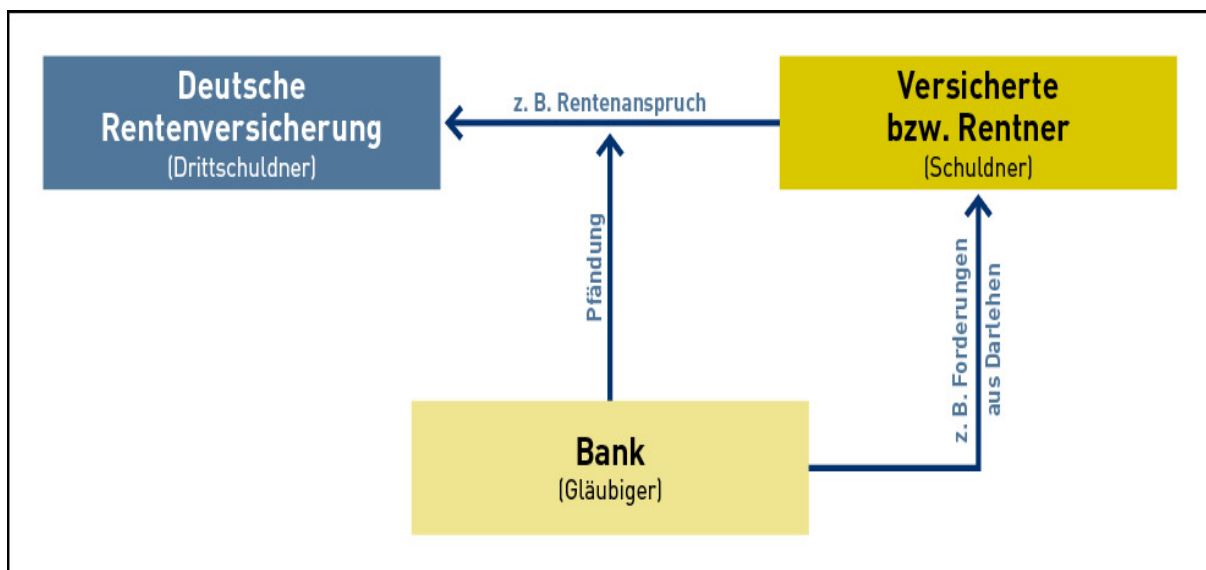 Deutsche
Rentenversicherung
(Drittschuldner)
z. B. Rentenanspruch
Versicherte
bzw. Rentner
(Schuldner)
Pfändung
z. B. Forderungen
aus Darlehen
Bank
(Gläubiger)